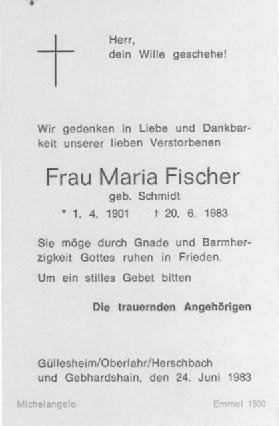 Herr,
dein Wille geschehe!
Wir gedenken in Liebe und Dankbar-
keit unserer lieben Verstorbenen
Frau Maria Fischer
geb. Schmidt
* 1. 4. 1901 † 20. 6. 1983
Sie möge durch Gnade und Barmher-
zigkeit Gottes ruhen in Frieden.
Um ein stilles Gebet bitten
Die trauernden Angehörigen
Güllesheim/Oberlahr/Herschbach
und Gebhardshain, den 24. Juni 1983
Michelangelo Emmel 1500